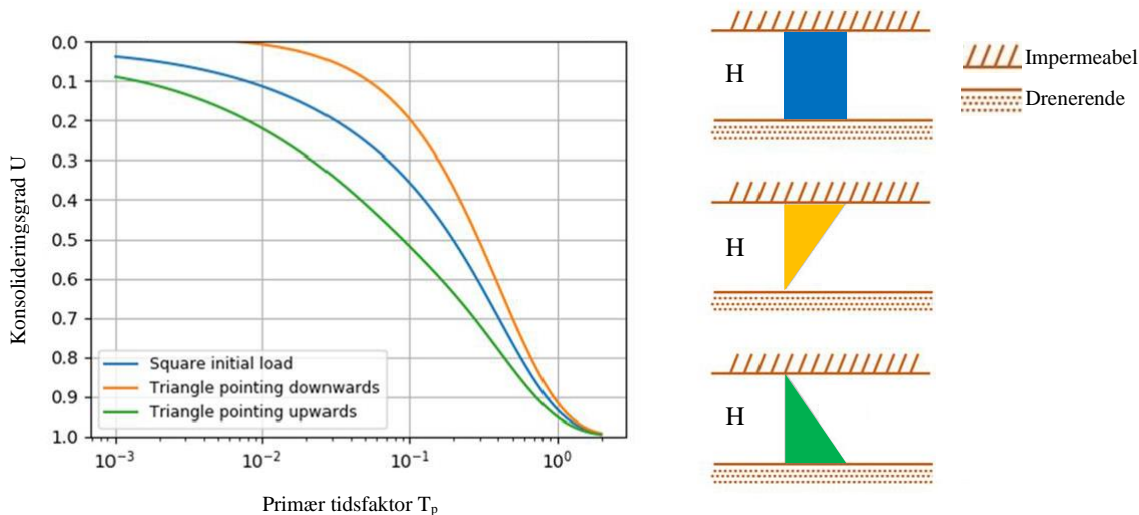 Konsolideringsgrad U
0.0
0.1
0.2
0.3
0.4
0.5
0.6
0.7
0.8
0.9
1.0
Square initial load
Triangle pointing downwards
Triangle pointing upwards
10⁻³
10⁻²
10⁻¹
10⁰
Primær tidsfaktor Tₚ
H
H
H
Impermeabel
Drenerende